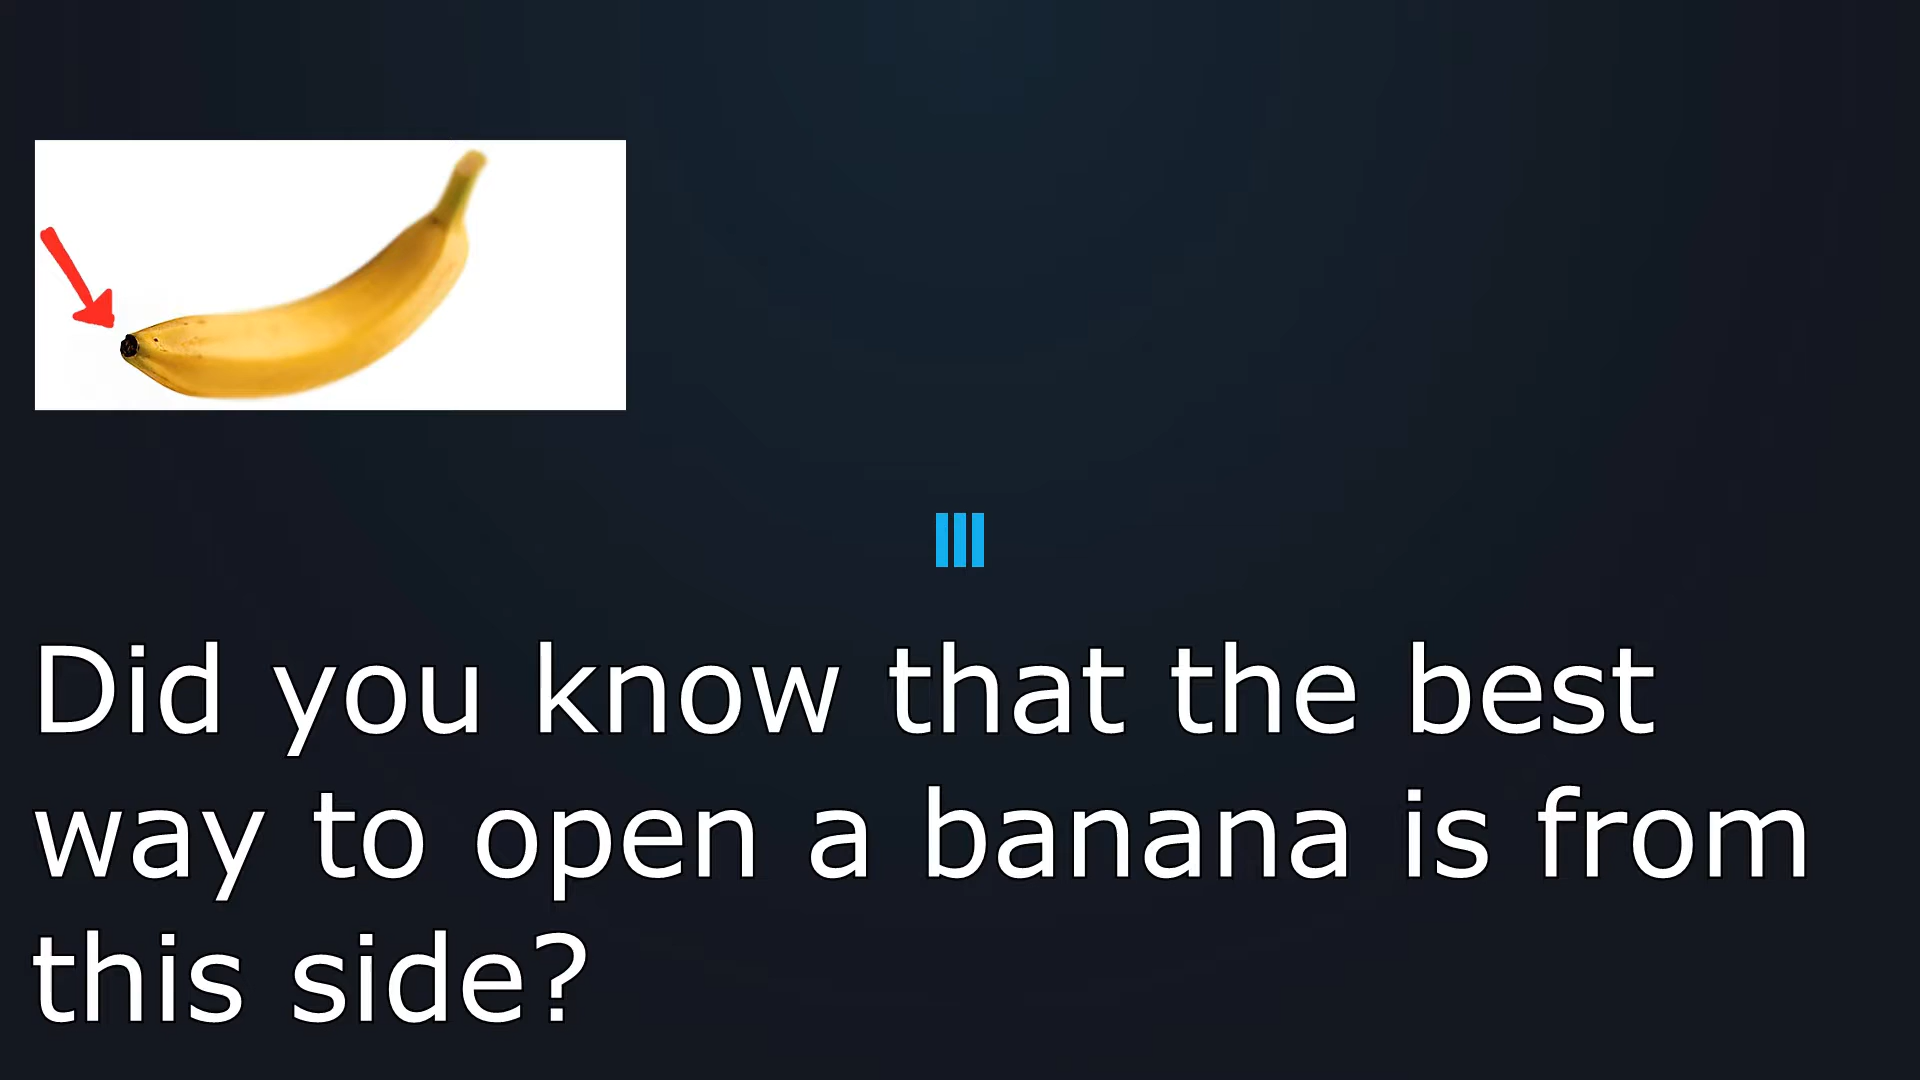 Did you know that the best
way to open a banana is from
this side?